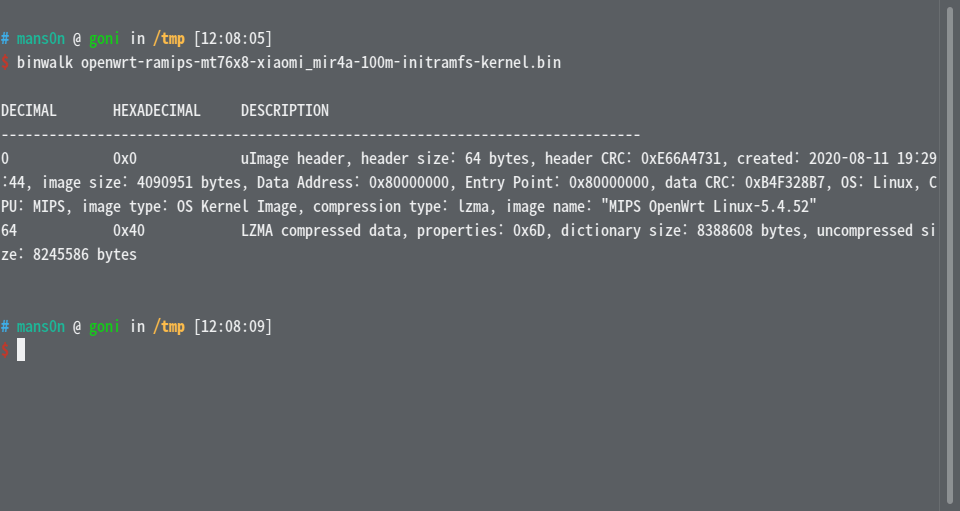 # mans0n @ goni in /tmp [12:08:05]
$ binwalk openwrt-ramips-mt76x8-xiaomi_mir4a-100m-initramfs-kernel.bin
DECIMAL       HEXADECIMAL     DESCRIPTION
--------------------------------------------------------------------------------
0             0x0             uImage header, header size: 64 bytes, header CRC: 0xE66A4731, created: 2020-08-11 19:29
:44, image size: 4090951 bytes, Data Address: 0x80000000, Entry Point: 0x80000000, data CRC: 0xB4F328B7, OS: Linux, C
PU: MIPS, image type: OS Kernel Image, compression type: lzma, image name: "MIPS OpenWrt Linux-5.4.52"
64            0x40            LZMA compressed data, properties: 0x6D, dictionary size: 8388608 bytes, uncompressed si
ze: 8245586 bytes
# mans0n @ goni in /tmp [12:08:09]
$